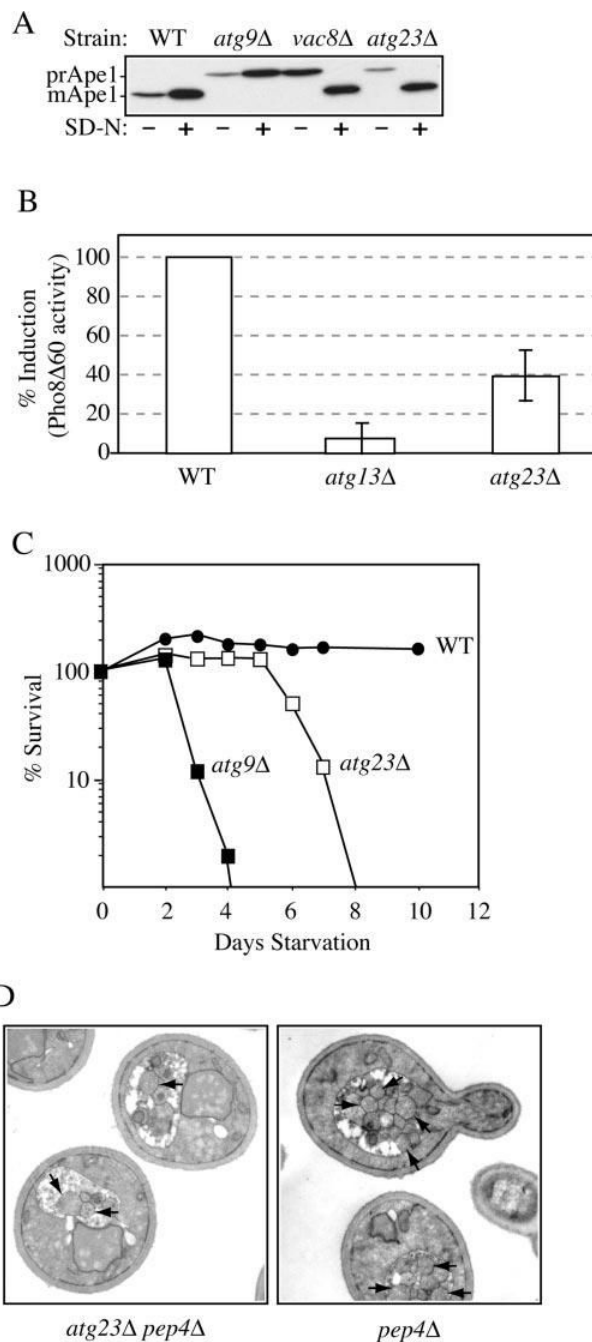 A
Strain: WT atg9Δ vac8Δ atg23Δ
prApe1
mApe1
SD-N: – + – + – + – +
B
% Induction
(Pho8Δ60 activity)
100
80
60
40
20
0
WT atg13Δ atg23Δ
C
% Survival
1000
100
10
WT
atg9Δ
atg23Δ
0 2 4 6 8 10 12
Days Starvation
D
atg23Δ pep4Δ
pep4Δ